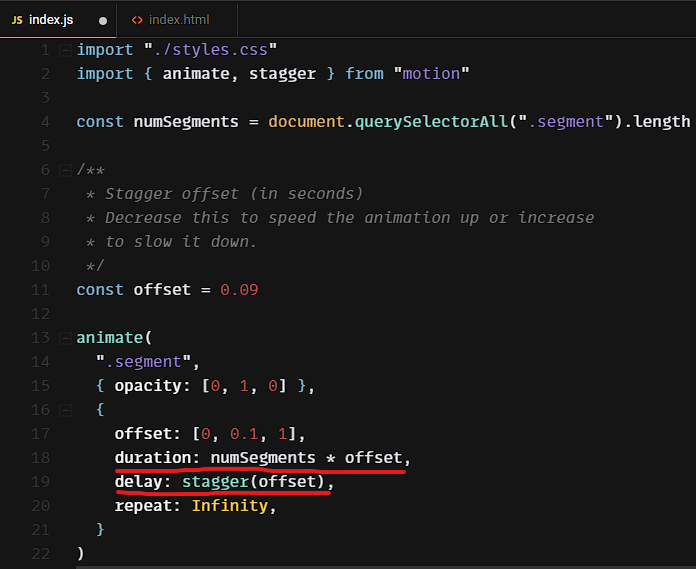 JS index.js
<> index.html
1 import "./styles.css"
2 import { animate, stagger } from "motion"
3
4 const numSegments = document.querySelectorAll(".segment").length
5
6 /**
7 * Stagger offset (in seconds)
8 * Decrease this to speed the animation up or increase
9 * to slow it down.
10 */
11 const offset = 0.09
12
13 animate(
14 ".segment",
15 { opacity: [0, 1, 0] },
16 {
17 offset: [0, 0.1, 1],
18 duration: numSegments * offset,
19 delay: stagger(offset),
20 repeat: Infinity,
21 }
22 )